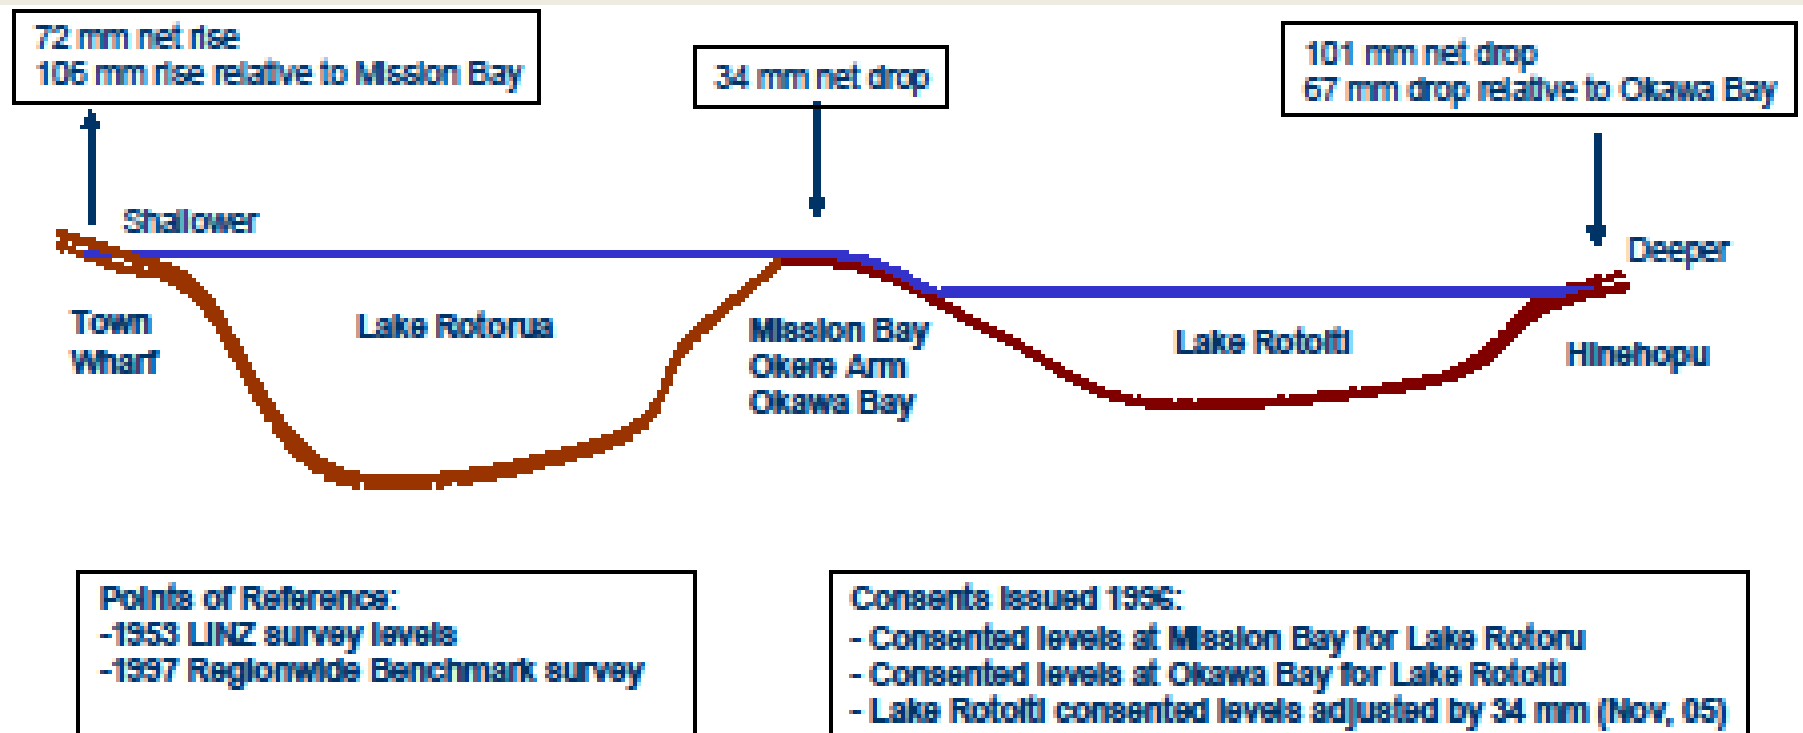 72 mm net rise
106 mm rise relative to Mission Bay
34 mm net drop
101 mm net drop
67 mm drop relative to Okawa Bay
Shallower
Deeper
Town
Wharf
Lake Rotorua
Mission Bay
Okere Arm
Okawa Bay
Lake Rotoiti
Hinehopu
Points of Reference:
-1953 LINZ survey levels
-1997 Regionwide Benchmark survey
Consents issued 1996:
- Consented levels at Mission Bay for Lake Rotoru
- Consented levels at Okawa Bay for Lake Rotoiti
- Lake Rotoiti consented levels adjusted by 34 mm (Nov, 05)